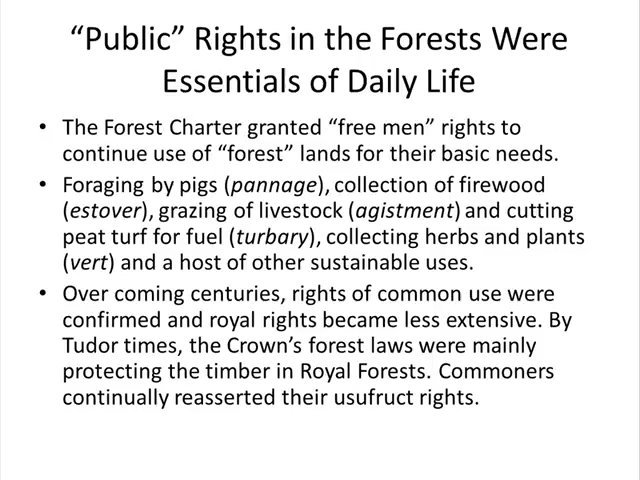 “Public” Rights in the Forests Were
Essentials of Daily Life
• The Forest Charter granted “free men” rights to
continue use of “forest” lands for their basic needs.
• Foraging by pigs (pannage), collection of firewood
(estover), grazing of livestock (agistment) and cutting
peat turf for fuel (turbary), collecting herbs and plants
(vert) and a host of other sustainable uses.
• Over coming centuries, rights of common use were
confirmed and royal rights became less extensive. By
Tudor times, the Crown’s forest laws were mainly
protecting the timber in Royal Forests. Commoners
continually reasserted their usufruct rights.